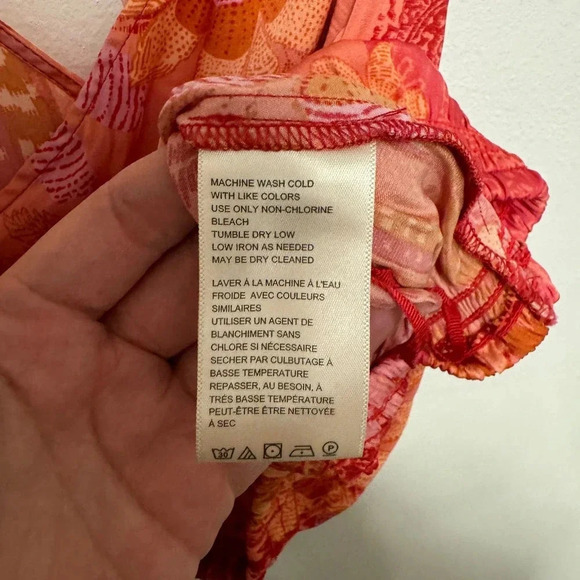 MACHINE WASH COLD
WITH LIKE COLORS
USE ONLY NON-CHLORINE
BLEACH
TUMBLE DRY LOW
LOW IRON AS NEEDED
MAY BE DRY CLEANED
LAVER À LA MACHINE À L'EAU
FROIDE AVEC COULEURS
SIMILAIRES
UTILISER UN AGENT DE
BLANCHIMENT SANS
CHLORE SI NÉCESSAIRE
SECHER PAR CULBUTAGE À
BASSE TEMPERATURE
REPASSER, AU BESOIN, À
TRÉS BASSE TEMPÉRATURE
PEUT-ÊTRE ÊTRE NETTOYÉE
À SEC
30 P